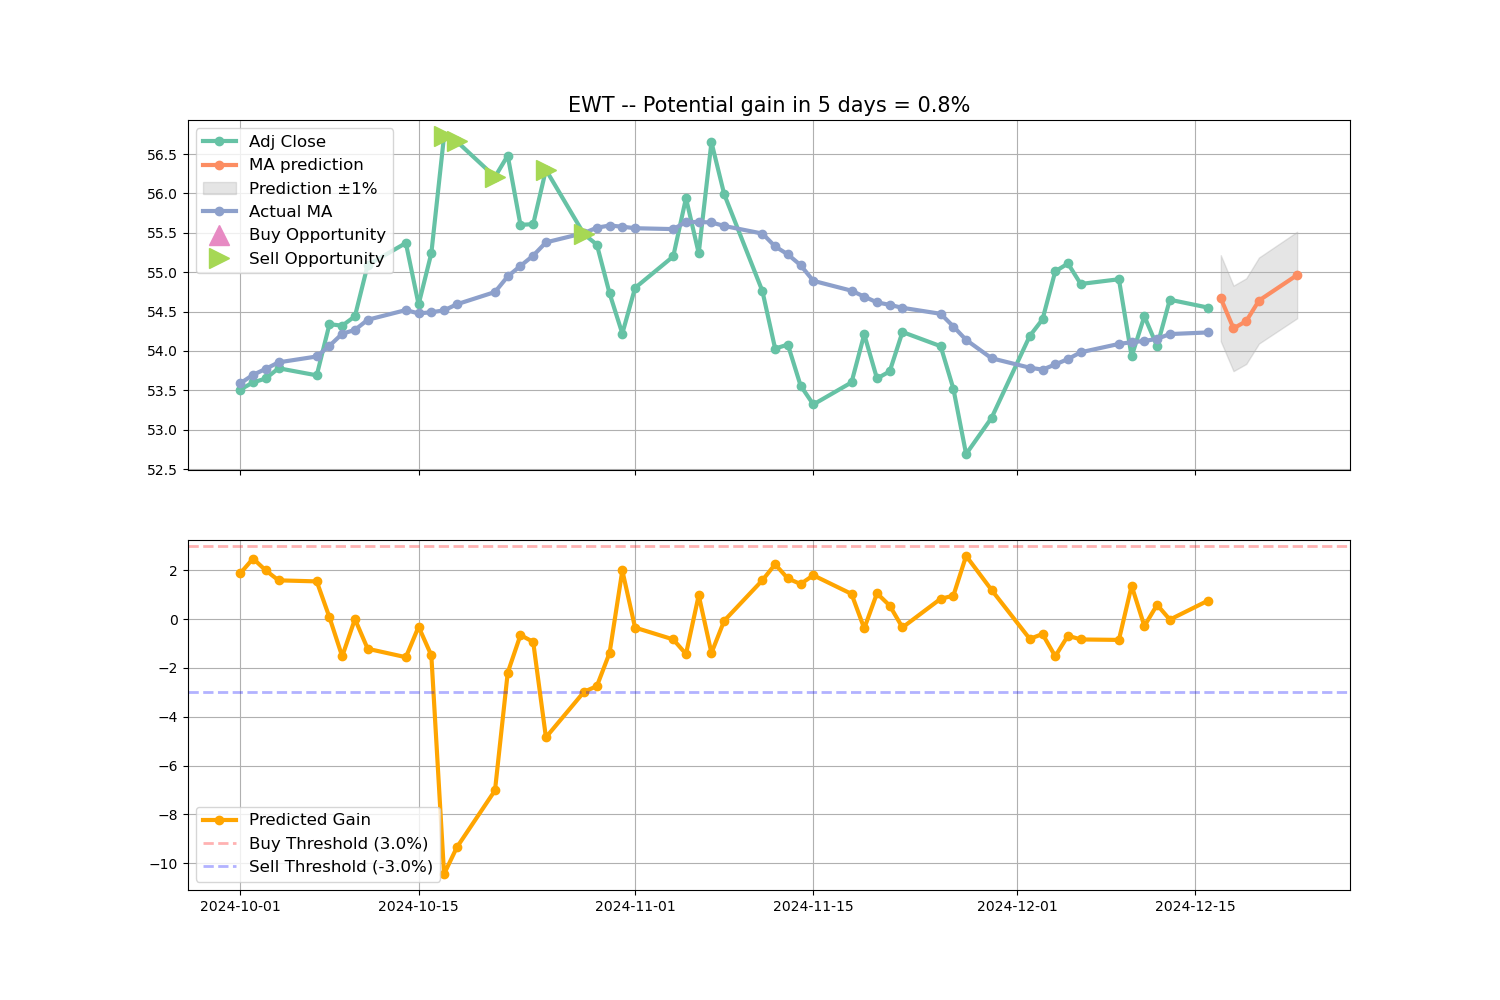 EWT -- Potential gain in 5 days = 0.8%
Adj Close
MA prediction
Prediction ±1%
Actual MA
Buy Opportunity
Sell Opportunity
56.5
56.0
55.5
55.0
54.5
54.0
53.5
53.0
52.5
2
0
−2
−4
−6
−8
−10
Predicted Gain
Buy Threshold (3.0%)
Sell Threshold (-3.0%)
2024-10-01 2024-10-15 2024-11-01 2024-11-15 2024-12-01 2024-12-15